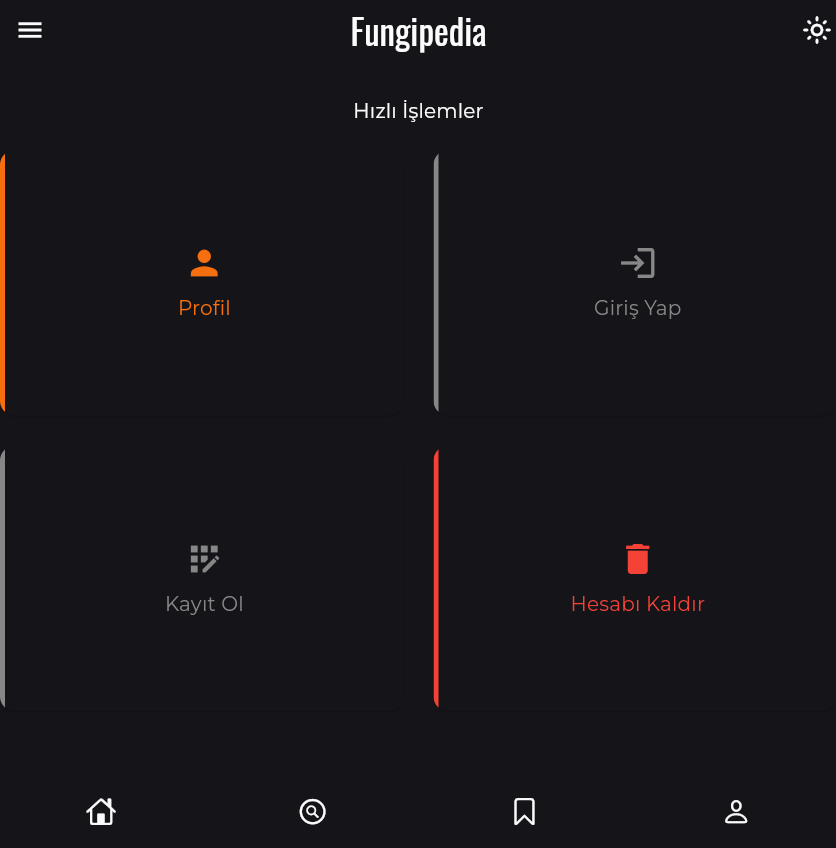 Fungipedia
Hızlı İşlemler
Profil
Giriş Yap
Kayıt Ol
Hesabı Kaldır